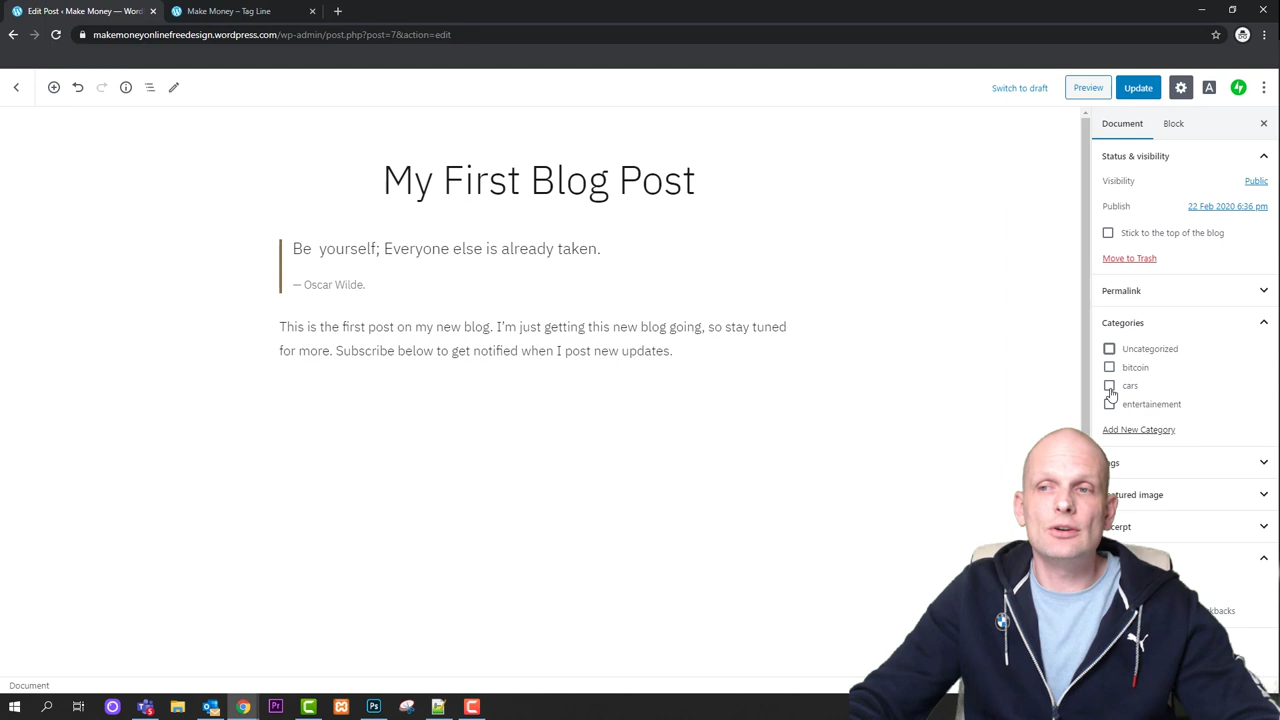 Edit Post ‹ Make Money — Word
Make Money – Tag Line
makemoneyonlinefreedesign.wordpress.com/wp-admin/post.php?post=7&action=edit
Switch to draft
Preview
Update
Document
Block
My First Blog Post
Be  yourself; Everyone else is already taken.
— Oscar Wilde.
This is the first post on my new blog. I'm just getting this new blog going, so stay tuned
for more. Subscribe below to get notified when I post new updates.
Status & visibility
Visibility
Public
Publish
22 Feb 2020 6:36 pm
Stick to the top of the blog
Move to Trash
Permalink
Categories
Uncategorized
bitcoin
cars
entertainement
Add New Category
image
Document
Pr
Ps
PUMA